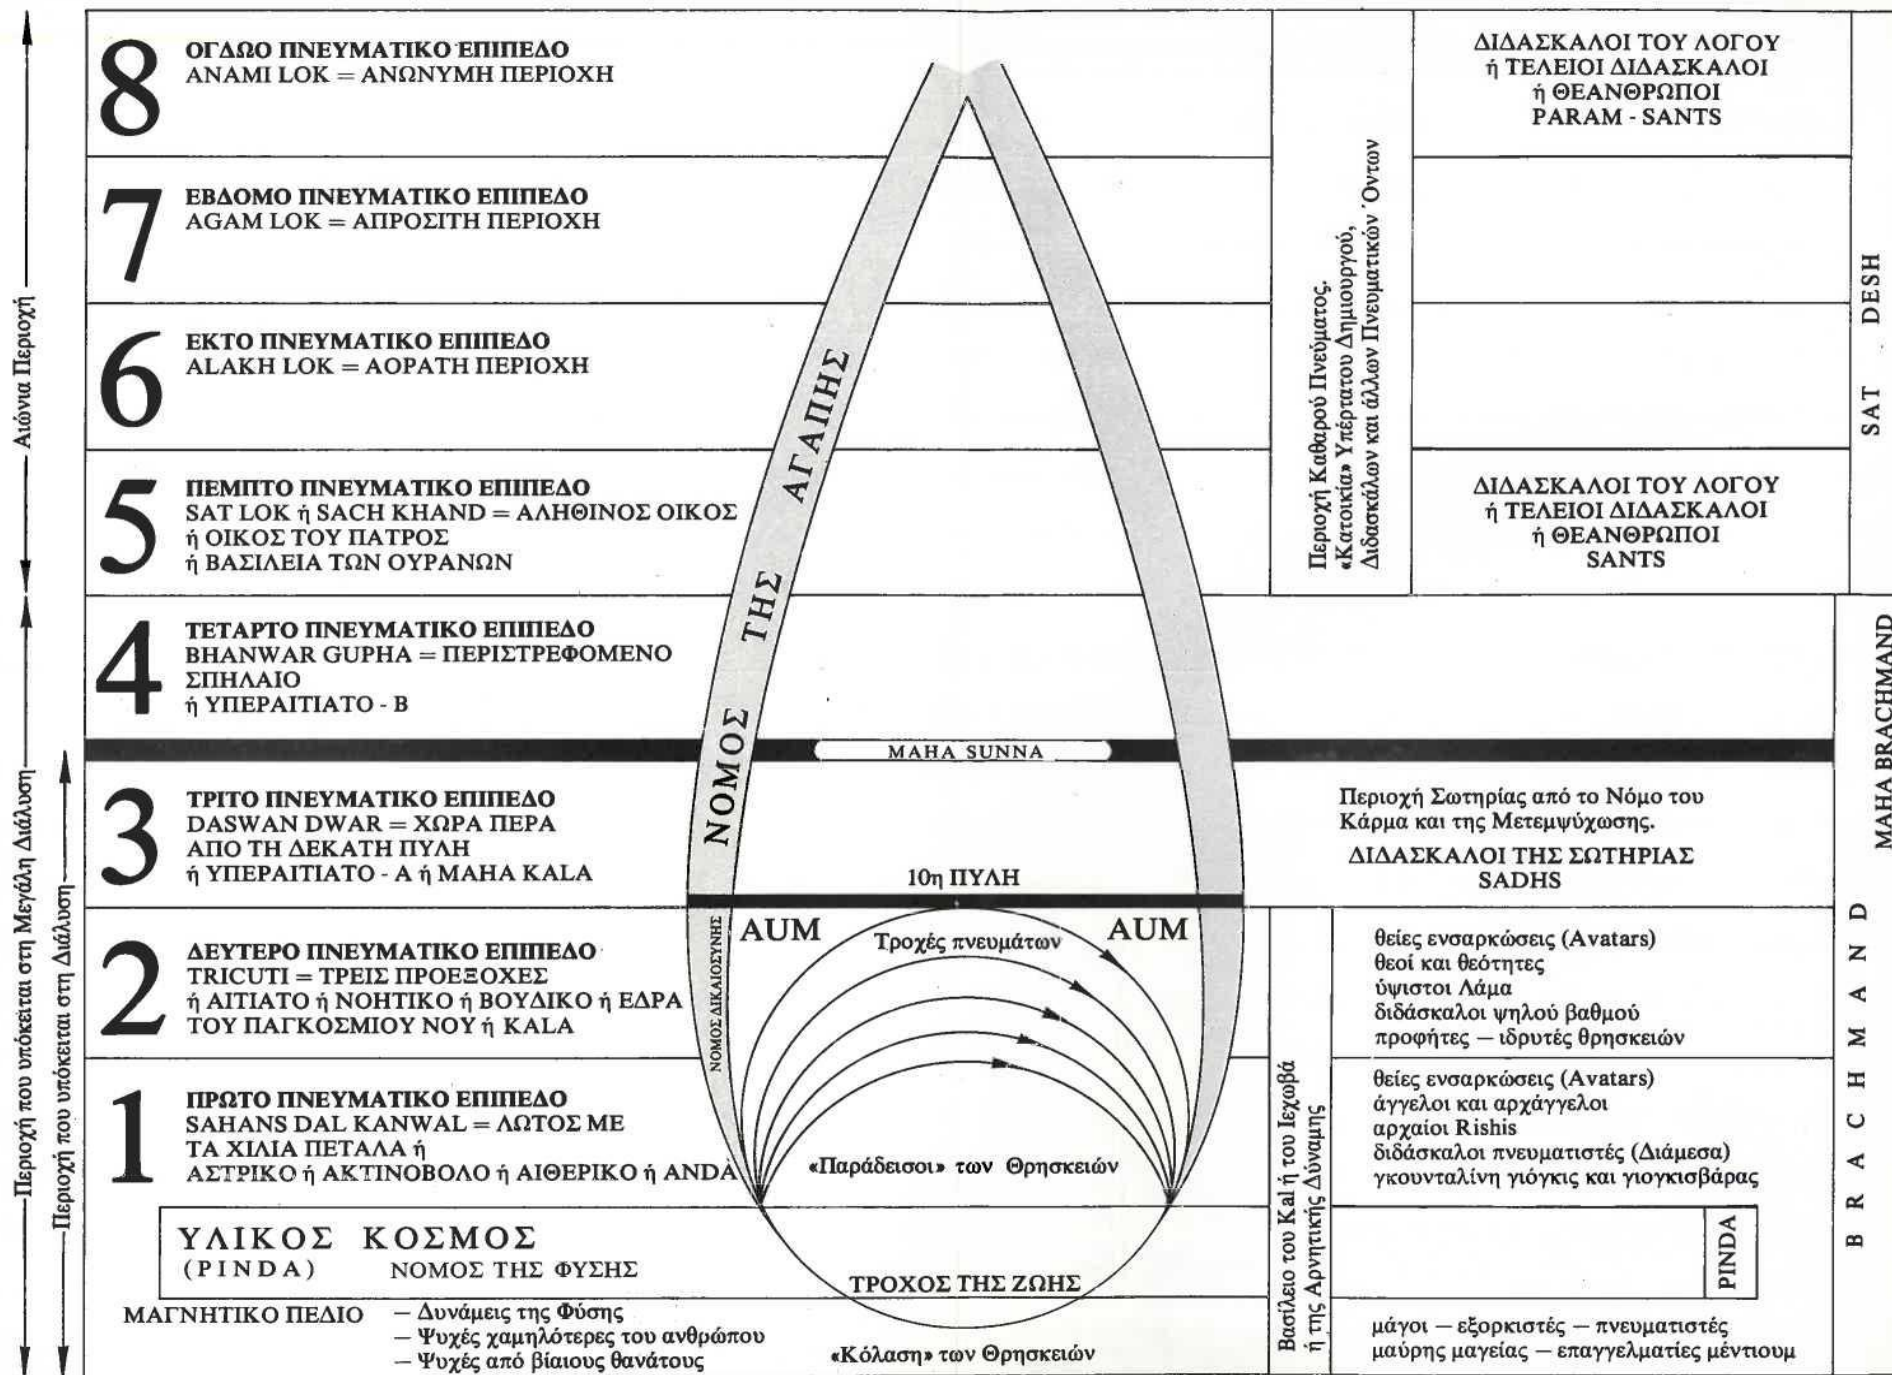 8
ΟΓΔΩΟ ΠΝΕΥΜΑΤΙΚΟ ΕΠΙΠΕΔΟ
ANAMI LOK = ΑΝΩΝΥΜΗ ΠΕΡΙΟΧΗ
ΔΙΔΑΣΚΑΛΟΙ ΤΟΥ ΛΟΓΟΥ
ή ΤΕΛΕΙΟΙ ΔΙΔΑΣΚΑΛΟΙ
ή ΘΕΑΝΘΡΩΠΟΙ
PARAM - SANTS
7
ΕΒΔΟΜΟ ΠΝΕΥΜΑΤΙΚΟ ΕΠΙΠΕΔΟ
AGAM LOK = ΑΠΡΟΣΙΤΗ ΠΕΡΙΟΧΗ
6
ΕΚΤΟ ΠΝΕΥΜΑΤΙΚΟ ΕΠΙΠΕΔΟ
ALAKH LOK = ΑΟΡΑΤΗ ΠΕΡΙΟΧΗ
5
ΠΕΜΠΤΟ ΠΝΕΥΜΑΤΙΚΟ ΕΠΙΠΕΔΟ
SAT LOK ή SACH KHAND = ΑΛΗΘΙΝΟΣ ΟΙΚΟΣ
ή ΟΙΚΟΣ ΤΟΥ ΠΑΤΡΟΣ
ή ΒΑΣΙΛΕΙΑ ΤΩΝ ΟΥΡΑΝΩΝ
ΔΙΔΑΣΚΑΛΟΙ ΤΟΥ ΛΟΓΟΥ
ή ΤΕΛΕΙΟΙ ΔΙΔΑΣΚΑΛΟΙ
ή ΘΕΑΝΘΡΩΠΟΙ
SANTS
Περιοχή Καθαρού Πνεύματος.
«Κατοικία» Υπέρτατου Δημιουργού,
Διδασκάλων και άλλων Πνευματικών Όντων
SAT DESH
Αιώνια Περιοχή
ΝΟΜΟΣ ΤΗΣ ΑΓΑΠΗΣ
4
ΤΕΤΑΡΤΟ ΠΝΕΥΜΑΤΙΚΟ ΕΠΙΠΕΔΟ
BHANWAR GUPHA = ΠΕΡΙΣΤΡΕΦΟΜΕΝΟ
ΣΠΗΛΑΙΟ
ή ΥΠΕΡΑΙΤΙΑΤΟ - Β
MAHA SUNNA
MAHA BRACHMAND
3
ΤΡΙΤΟ ΠΝΕΥΜΑΤΙΚΟ ΕΠΙΠΕΔΟ
DASWAN DWAR = ΧΩΡΑ ΠΕΡΑ
ΑΠΟ ΤΗ ΔΕΚΑΤΗ ΠΥΛΗ
ή ΥΠΕΡΑΙΤΙΑΤΟ - Α ή MAHA KALA
10η ΠΥΛΗ
Περιοχή Σωτηρίας από το Νόμο του
Κάρμα και της Μετεμψύχωσης.
ΔΙΔΑΣΚΑΛΟΙ ΤΗΣ ΣΩΤΗΡΙΑΣ
SADHS
2
ΔΕΥΤΕΡΟ ΠΝΕΥΜΑΤΙΚΟ ΕΠΙΠΕΔΟ
TRICUTI = ΤΡΕΙΣ ΠΡΟΕΞΟΧΕΣ
ή ΑΙΤΙΑΤΟ ή ΝΟΗΤΙΚΟ ή ΒΟΥΔΙΚΟ ή ΕΔΡΑ
ΤΟΥ ΠΑΓΚΟΣΜΙΟΥ ΝΟΥ ή KALA
ΝΟΜΟΣ ΔΙΚΑΙΟΣΥΝΗΣ
AUM
Τροχές πνευμάτων
AUM
θείες ενσαρκώσεις (Avatars)
θεοί και θεότητες
ύψιστοι Λάμα
διδάσκαλοι ψηλού βαθμού
προφήτες — ιδρυτές θρησκειών
1
ΠΡΩΤΟ ΠΝΕΥΜΑΤΙΚΟ ΕΠΙΠΕΔΟ
SAHANS DAL KANWAL = ΛΩΤΟΣ ΜΕ
ΤΑ ΧΙΛΙΑ ΠΕΤΑΛΑ ή
ΑΣΤΡΙΚΟ ή ΑΚΤΙΝΟΒΟΛΟ ή ΑΙΘΕΡΙΚΟ ή ANDA
«Παράδεισοι» των Θρησκειών
θείες ενσαρκώσεις (Avatars)
άγγελοι και αρχάγγελοι
αρχαίοι Rishis
διδάσκαλοι πνευματιστές (Διάμεσα)
γκουνταλίνη γιόγκις και γιογκισβάρας
Βασίλειο του Kal ή του Ιεχωβά
ή της Αρνητικής Δύναμης
BRACHMAND
Περιοχή που υπόκειται στη Μεγάλη Διάλυση
Περιοχή που υπόκειται στη Διάλυση
ΥΛΙΚΟΣ ΚΟΣΜΟΣ
(PINDA) ΝΟΜΟΣ ΤΗΣ ΦΥΣΗΣ
ΤΡΟΧΟΣ ΤΗΣ ΖΩΗΣ
PINDA
ΜΑΓΝΗΤΙΚΟ ΠΕΔΙΟ
— Δυνάμεις της Φύσης
— Ψυχές χαμηλότερες του ανθρώπου
— Ψυχές από βίαιους θανάτους
«Κόλαση» των Θρησκειών
μάγοι — εξορκιστές — πνευματιστές
μαύρης μαγείας — επαγγελματίες μέντιουμ